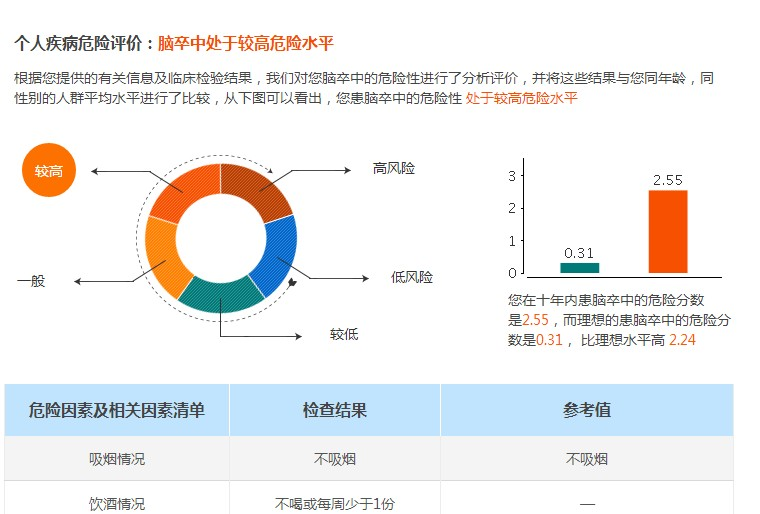 个人疾病危险评价：脑卒中处于较高危险水平
根据您提供的有关信息及临床检验结果，我们对您脑卒中的危险性进行了分析评价，并将这些结果与您同年龄，同
性别的人群平均水平进行了比较，从下图可以看出，您患脑卒中的危险性 处于较高危险水平
较高
高风险
一般
低风险
较低
3
2
1
0
0.31
2.55
您在十年内患脑卒中的危险分数
是2.55，而理想的患脑卒中的危险分
数是0.31， 比理想水平高 2.24
危险因素及相关因素清单 检查结果 参考值
吸烟情况 不吸烟 不吸烟
饮酒情况 不喝或每周少于1份 —